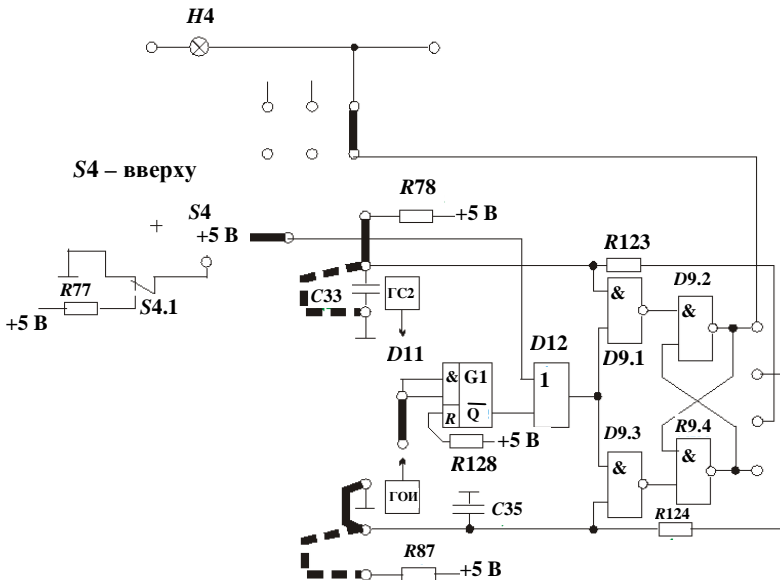 H4
S4 – вверху
R78
+5 В
S4
+5 В
R123
R77
С33
ГС2
&
D9.2
&
S4.1
+5 В
D11
D12
D9.1
& G1
1
R Q
D9.3
R9.4
+5 В
&
R128
&
ГОИ
C35
R124
R87
+5 В